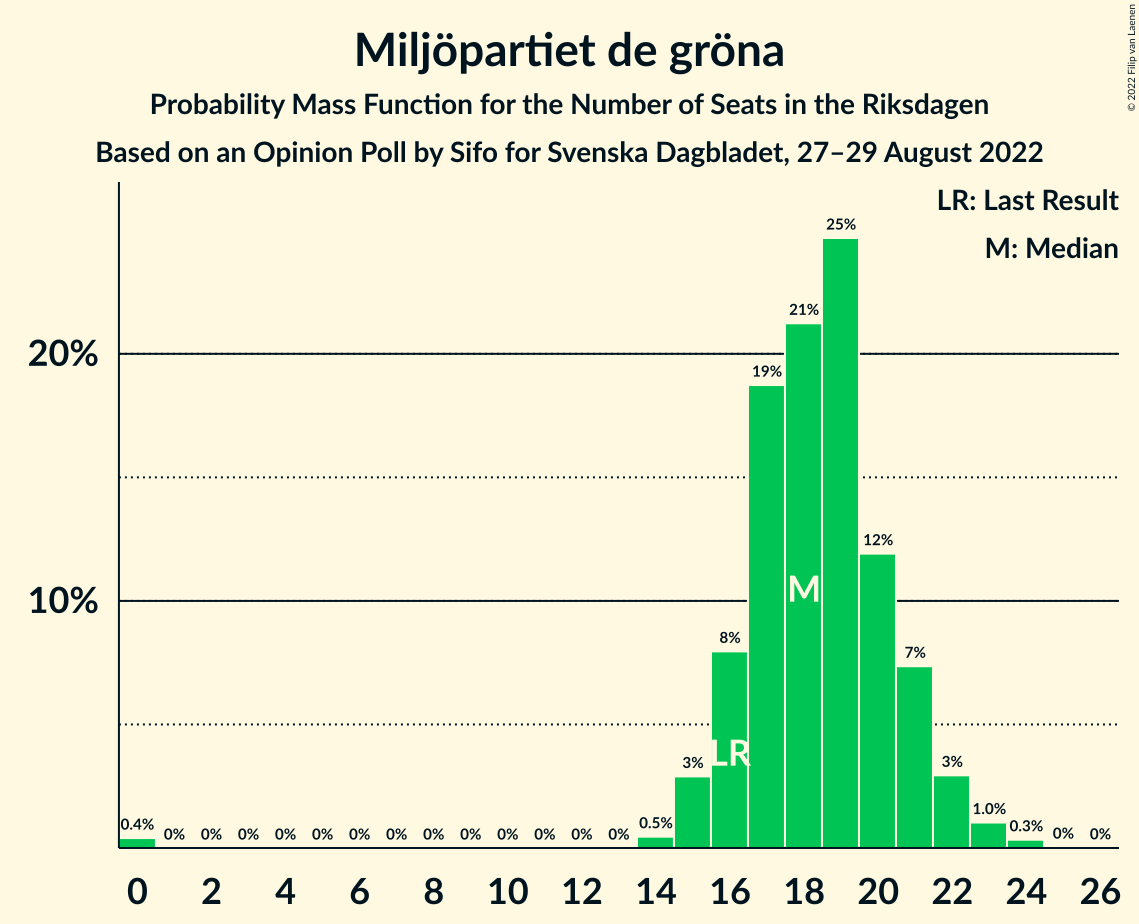 Miljöpartiet de gröna
Probability Mass Function for the Number of Seats in the Riksdagen
Based on an Opinion Poll by Sifo for Svenska Dagbladet, 27–29 August 2022
© 2022 Filip van Laenen
LR: Last Result
M: Median
20%
10%
0.4% 0% 0% 0% 0% 0% 0% 0% 0% 0% 0% 0% 0% 0% 0.5% 3% 8% 19% 21% 25% 12% 7% 3% 1.0% 0.3% 0% 0%
M
LR
0 2 4 6 8 10 12 14 16 18 20 22 24 26